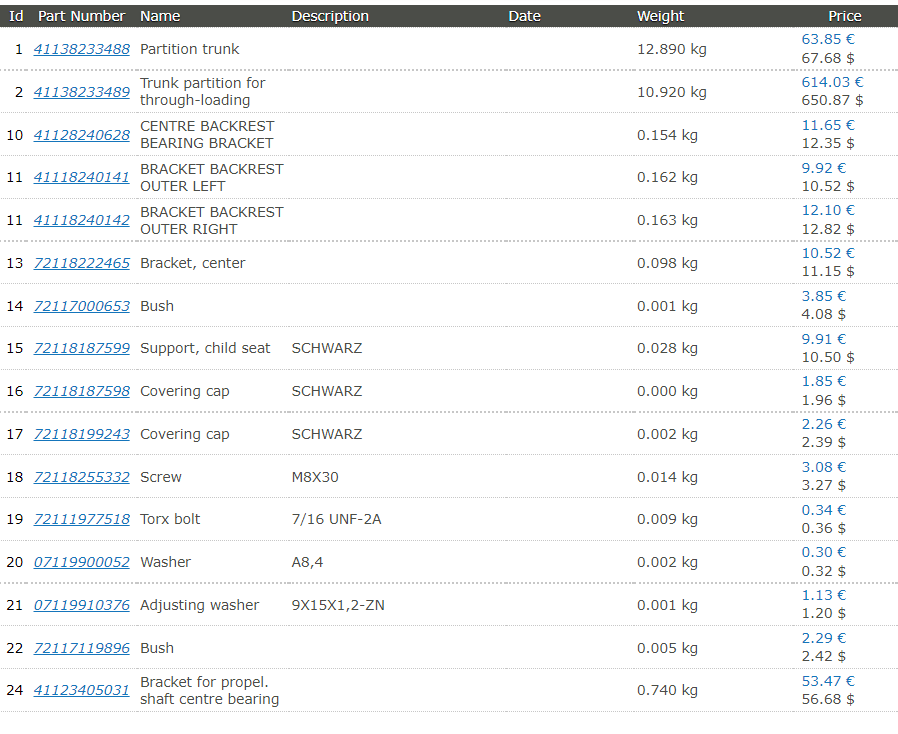 Id Part Number Name Description Date Weight Price
1 41138233488 Partition trunk 12.890 kg 63.85 €
67.68 $
2 41138233489 Trunk partition for
through-loading 10.920 kg 614.03 €
650.87 $
10 41128240628 CENTRE BACKREST
BEARING BRACKET 0.154 kg 11.65 €
12.35 $
11 41118240141 BRACKET BACKREST
OUTER LEFT 0.162 kg 9.92 €
10.52 $
11 41118240142 BRACKET BACKREST
OUTER RIGHT 0.163 kg 12.10 €
12.82 $
13 72118222465 Bracket, center 0.098 kg 10.52 €
11.15 $
14 72117000653 Bush 0.001 kg 3.85 €
4.08 $
15 72118187599 Support, child seat SCHWARZ 0.028 kg 9.91 €
10.50 $
16 72118187598 Covering cap SCHWARZ 0.000 kg 1.85 €
1.96 $
17 72118199243 Covering cap SCHWARZ 0.002 kg 2.26 €
2.39 $
18 72118255332 Screw M8X30 0.014 kg 3.08 €
3.27 $
19 72111977518 Torx bolt 7/16 UNF-2A 0.009 kg 0.34 €
0.36 $
20 07119900052 Washer A8,4 0.002 kg 0.30 €
0.32 $
21 07119910376 Adjusting washer 9X15X1,2-ZN 0.001 kg 1.13 €
1.20 $
22 72117119896 Bush 0.005 kg 2.29 €
2.42 $
24 41123405031 Bracket for propel.
shaft centre bearing 0.740 kg 53.47 €
56.68 $